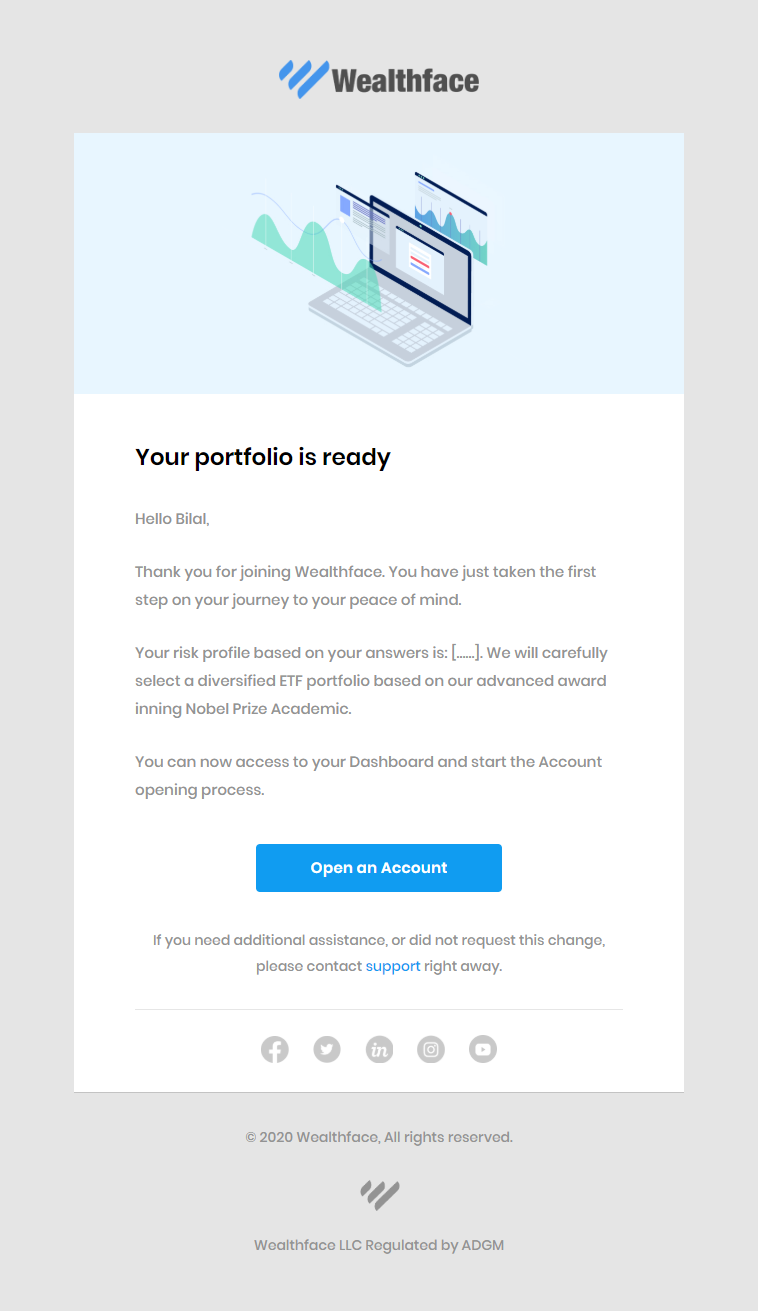 Wealthface
Your portfolio is ready
Hello Bilal,
Thank you for joining Wealthface. You have just taken the first
step on your journey to your peace of mind.
Your risk profile based on your answers is: [......]. We will carefully
select a diversified ETF portfolio based on our advanced award
inning Nobel Prize Academic.
You can now access to your Dashboard and start the Account
opening process.
Open an Account
If you need additional assistance, or did not request this change,
please contact support right away.
© 2020 Wealthface, All rights reserved.
Wealthface LLC Regulated by ADGM